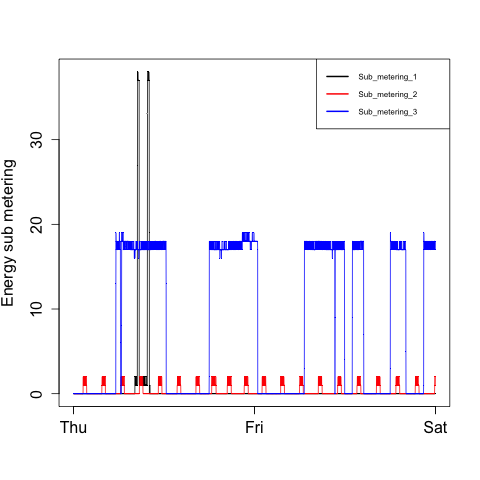 Sub_metering_1
Sub_metering_2
Sub_metering_3
Energy sub metering
30
20
10
0
Thu Fri Sat